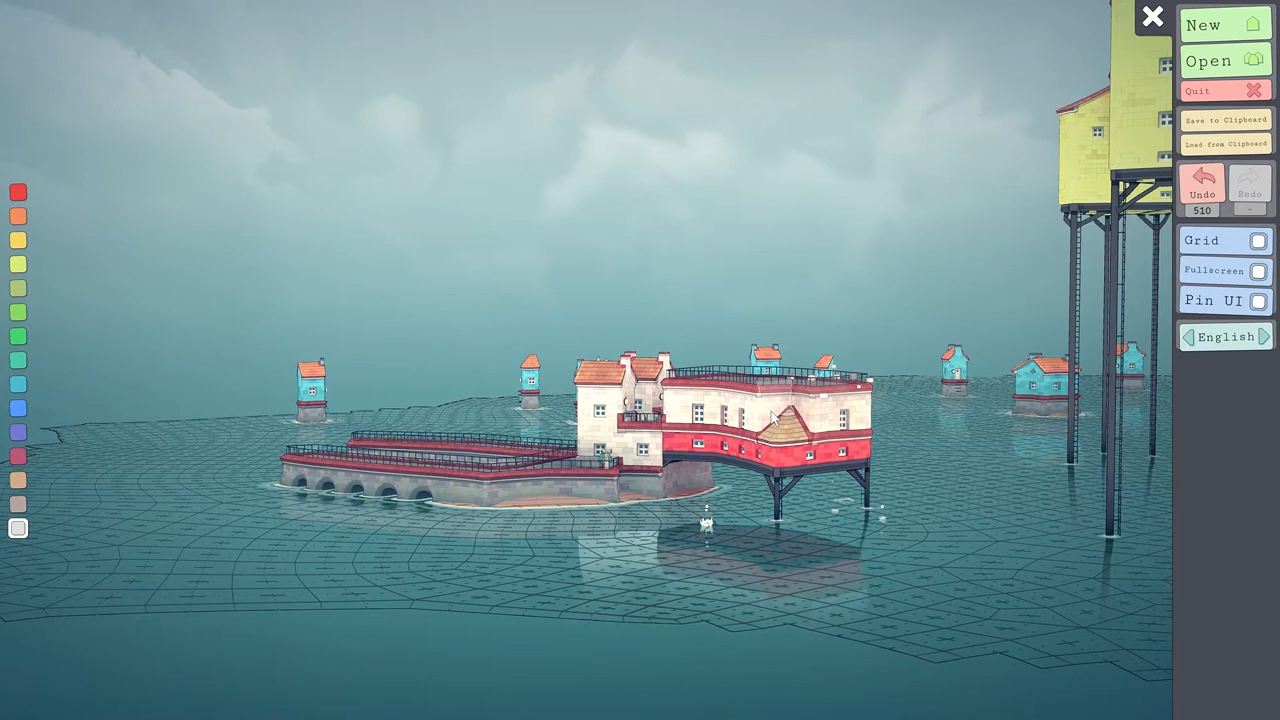 New
Open
Quit
Save to Clipboard
Load from Clipboard
Undo
Redo
510
-
Grid
Fullscreen
Pin UI
English